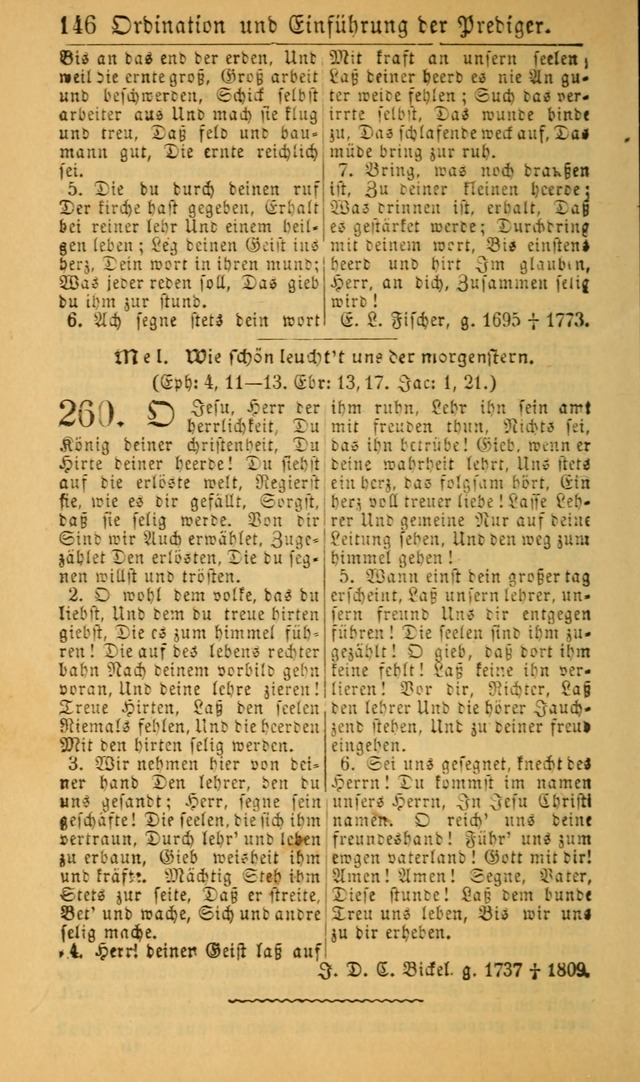 146 Ordination und Einführung der Prediger.
Bis an das end der erden, Und
weil die ernte groß, Groß arbeit
und beschwerden, Schick selbst
arbeiter aus Und mach sie klug
und treu, Daß feld und bau-
mann gut, Die ernte reichlich
sei.
5. Die du durch deinen ruf
Der kirche hast gegeben, Erhalt
bei reiner lehr Und einem heil-
gen leben; Leg deinen Geist ins
herz, Dein wort in ihren mund;
Was jeder reden soll, Das gieb
du ihm zur stund.
6. Ach segne stets dein wort
Mit kraft an unsern seelen;
Laß deiner heerd es nie An gu-
ter weide fehlen; Such das ver-
irrte selbst, Das wunde binde
zu, Das schlafende weck auf, Das
müde bring zur ruh.
7. Bring, was noch draußen
ist, Zu deiner kleinen heerde;
Was drinnen ist, erhalt, Daß
es gestärket werde; Durchdring
mit deinem wort, Bis einstens
heerd und hirt Im glauben,
Herr, an dich, Zusammen selig
wird!
E. L. Fischer, g. 1695 † 1773.
Mel. Wie schön leucht't uns der morgenstern.
(Eph: 4, 11—13. Ebr: 13, 17. Jac: 1, 21.)
260. O Jesu, Herr der
herrlichkeit, Du
König deiner christenheit, Du
Hirte deiner heerde! Du siehst
auf die erlöste welt, Regierst
sie, wie es dir gefällt, Sorgst,
daß sie selig werde. Von dir
Sind wir Auch erwählet, Zuge-
zählet Den erlösten, Die du seg-
nen willst und trösten.
2. O wohl dem volke, das du
liebst, Und dem du treue hirten
giebst, Die es zum himmel füh-
ren! Die auf des lebens rechter
bahn Nach deinem vorbild gehn
voran, Und deine lehre zieren!
Treue Hirten, Laß den seelen
Niemals fehlen, Und die heerden
Mit den hirten selig werden.
3. Wir nehmen hier von dei-
ner hand Den lehrer, den du
uns gesandt; Herr, segne sein
geschäfte! Die seelen, die sich ihm
vertraun, Durch lehr' und leben
zu erbaun, Gieb weisheit ihm
und kräfte. Mächtig Steh ihm
Stets zur seite, Daß er streite,
Bet' und wache, Sich und andre
selig mache.
4. Herr! deinen Geist laß auf
ihm ruhn, Lehr ihn sein amt
mit freuden thun, Nichts sei,
das ihn betrübe! Gieb, wenn er
deine wahrheit lehrt, Uns stets
ein herz, das folgsam hört, Ein
herz voll treuer liebe! Lasse Leh-
rer Und gemeine Nur auf deine
Leitung sehen, Und den weg zum
himmel gehen!
5. Wann einst dein großer tag
erscheint, Laß unsern lehrer, un-
sern freund Uns dir entgegen
führen! Die seelen sind ihm zu-
gezählt! O gieb, daß dort ihm
keine fehlt! Laß keine ihn ver-
lieren! Vor dir, Richter, Laß
den lehrer Und die hörer Jauch-
zend stehen, Und zu deiner freud
eingehen.
6. Sei uns gesegnet, knecht des
Herrn! Du kommst im namen
unsers Herrn, In Jesu Christi
namen. O reich' uns deine
freundeshand! Führ' uns zum
ewgen vaterland! Gott mit dir!
Amen! Amen! Segne, Vater,
Diese stunde! Laß dem bunde
Treu uns leben, Bis wir uns
zu dir erheben.
J. D. C. Bickel. g. 1737 † 1809.